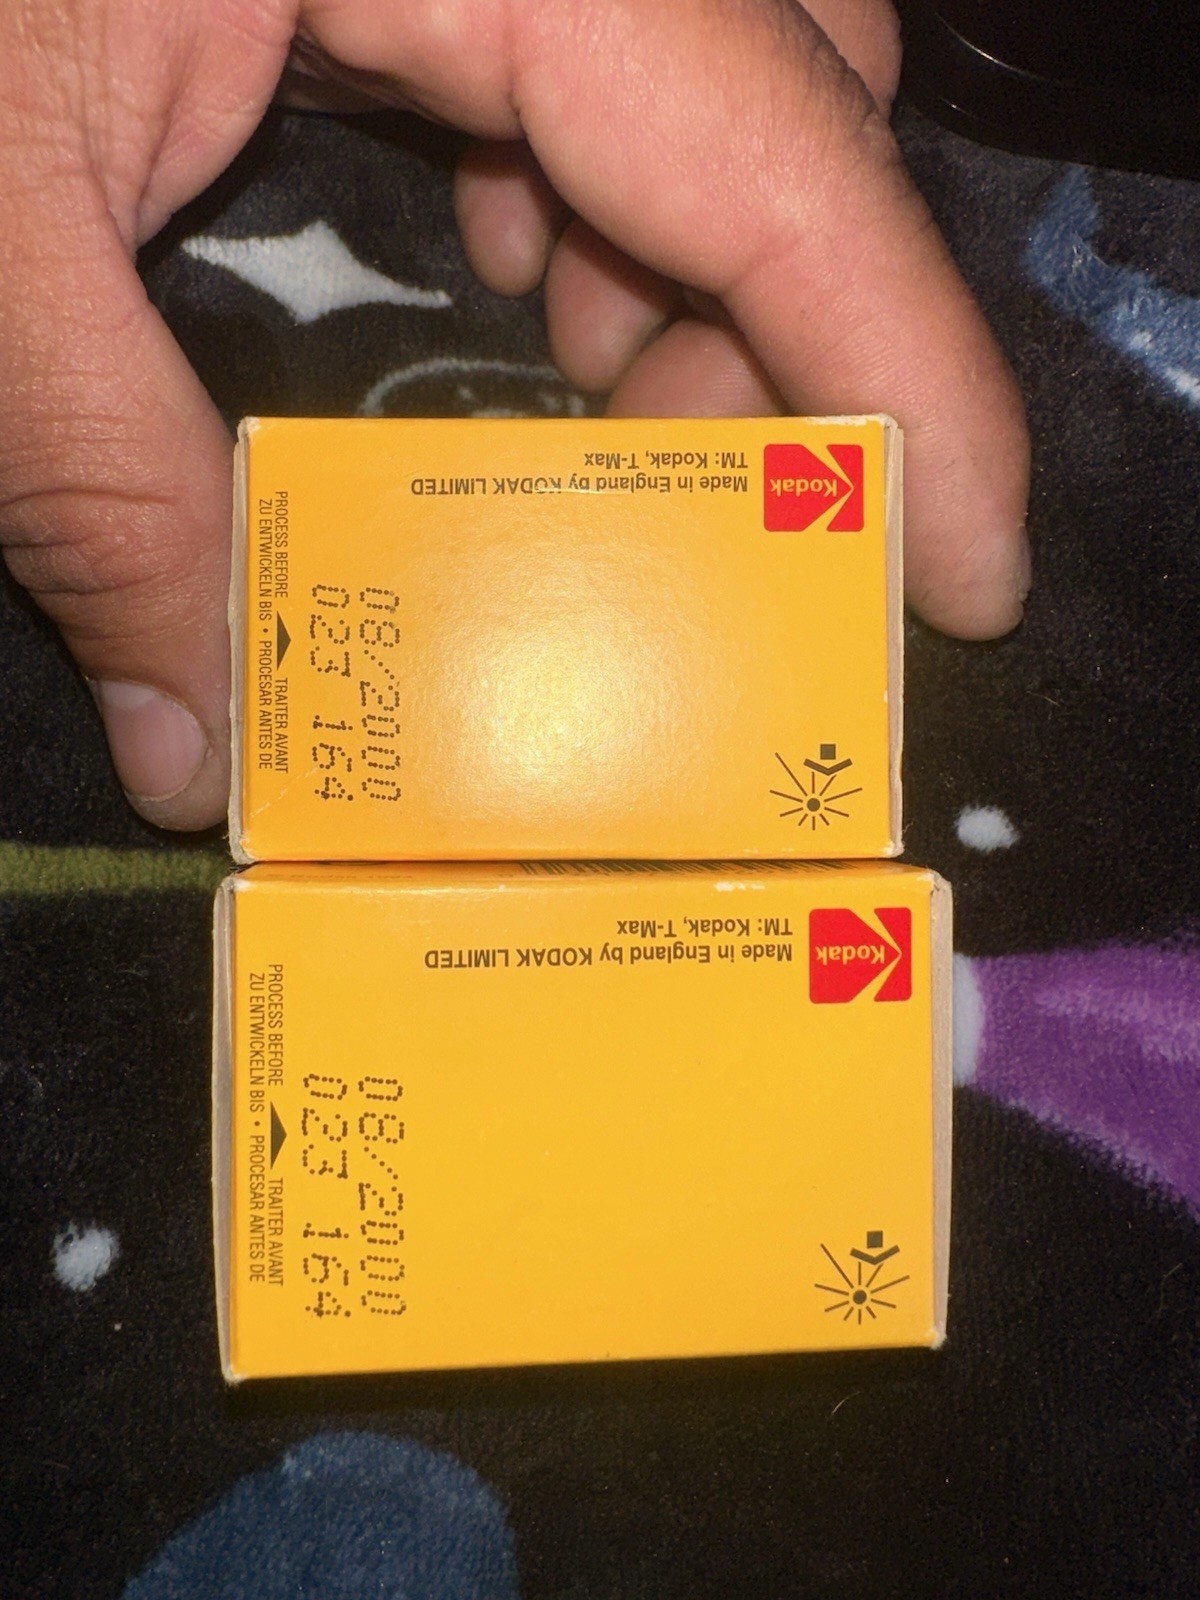 Kodak
Made in England by KODAK LIMITED
TM: Kodak, T-Max
PROCESS BEFORE ◀ TRAITER AVANT
ZU ENTWICKELN BIS • PROCESAR ANTES DE
08/2000
023 164
Kodak
Made in England by KODAK LIMITED
TM: Kodak, T-Max
PROCESS BEFORE ◀ TRAITER AVANT
ZU ENTWICKELN BIS • PROCESAR ANTES DE
08/2000
023 164